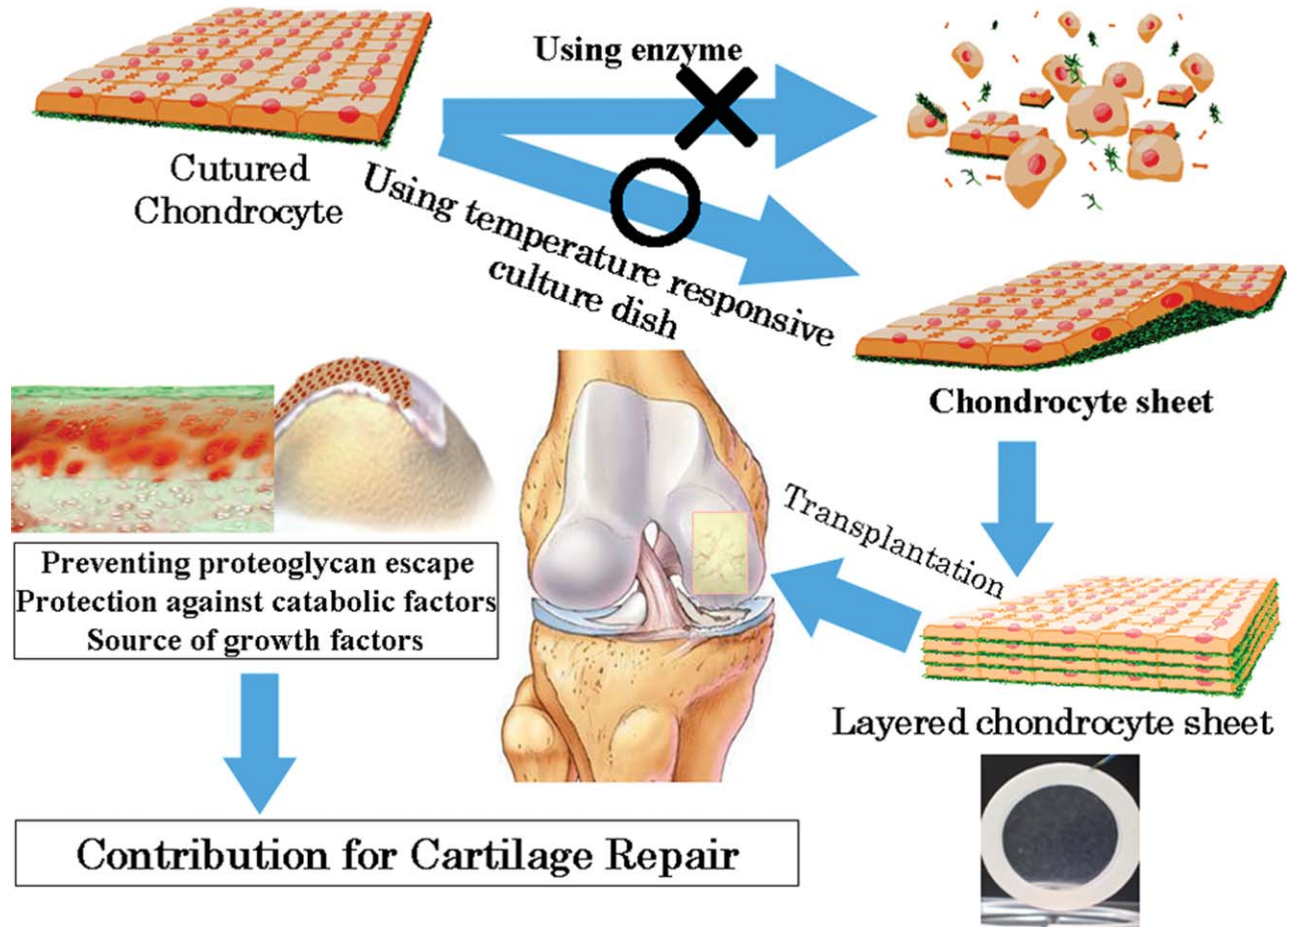 Using enzyme
Cutured
Chondrocyte
Using temperature responsive
culture dish
Chondrocyte sheet
Transplantation
Preventing proteoglycan escape
Protection against catabolic factors
Source of growth factors
Layered chondrocyte sheet
Contribution for Cartilage Repair